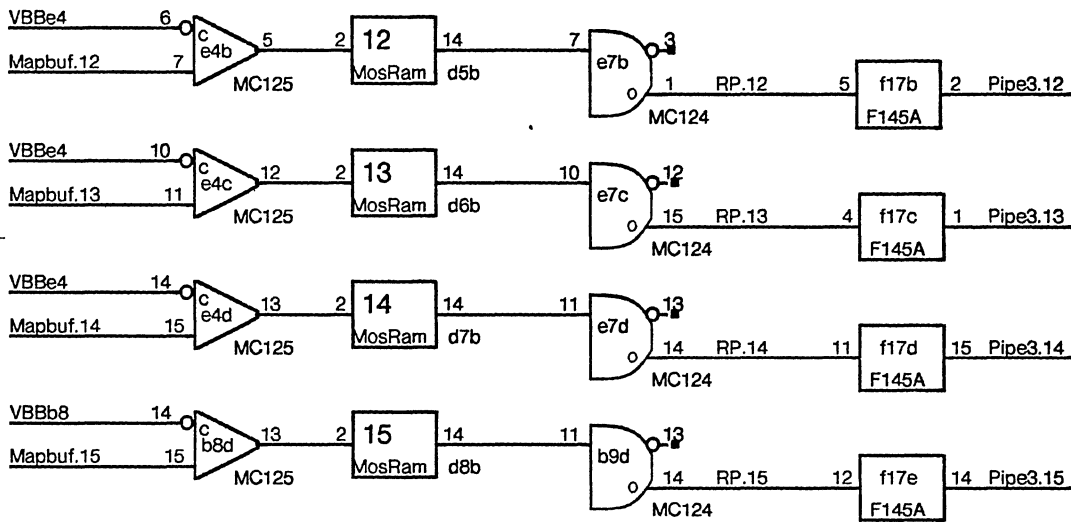 VBBe4 6 c e4b 5 2 12 14 7 e7b 3
Mapbuf.12 7 MC125 MosRam d5b 1 RP.12 5 f17b 2 Pipe3.12
MC124 F145A
VBBe4 10 c e4c 12 2 13 14 10 e7c 12
Mapbuf.13 11 MC125 MosRam d6b 15 RP.13 4 f17c 1 Pipe3.13
MC124 F145A
VBBe4 14 c e4d 13 2 14 14 11 e7d 13
Mapbuf.14 15 MC125 MosRam d7b 14 RP.14 11 f17d 15 Pipe3.14
MC124 F145A
VBBb8 14 c b8d 13 2 15 14 11 b9d 13
Mapbuf.15 15 MC125 MosRam d8b 14 RP.15 12 f17e 14 Pipe3.15
MC124 F145A